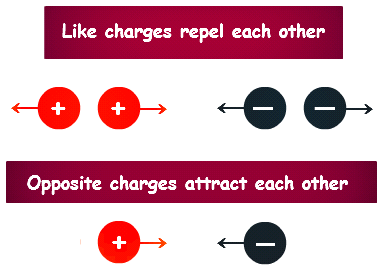 Like charges repel each other
+ + − −
Opposite charges attract each other
+ −